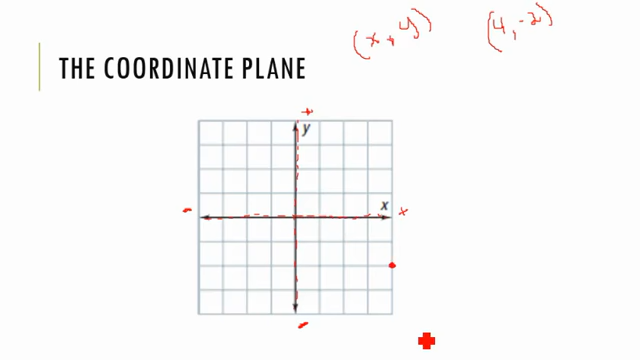 (x, y) (4, -2)
THE COORDINATE PLANE
+
y
x
- +
-